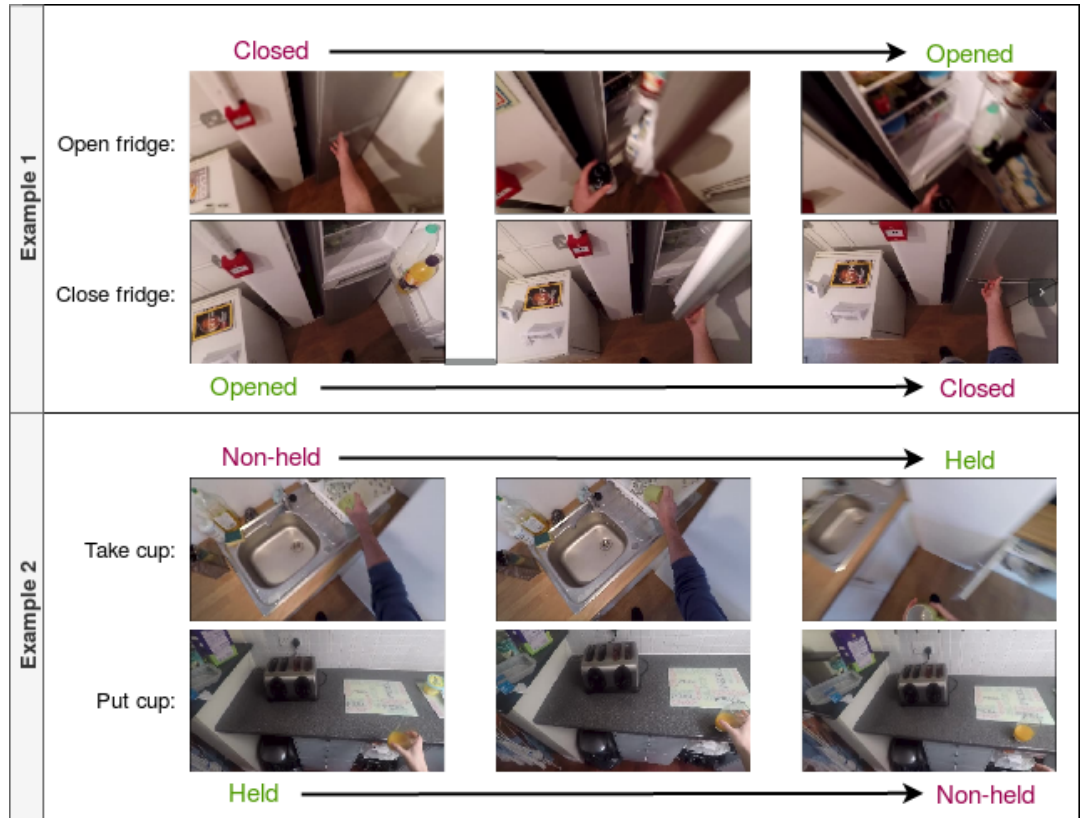 Example 1
Closed
Opened
Open fridge:
Close fridge:
Opened
Closed
Example 2
Non-held
Held
Take cup:
Put cup:
Held
Non-held